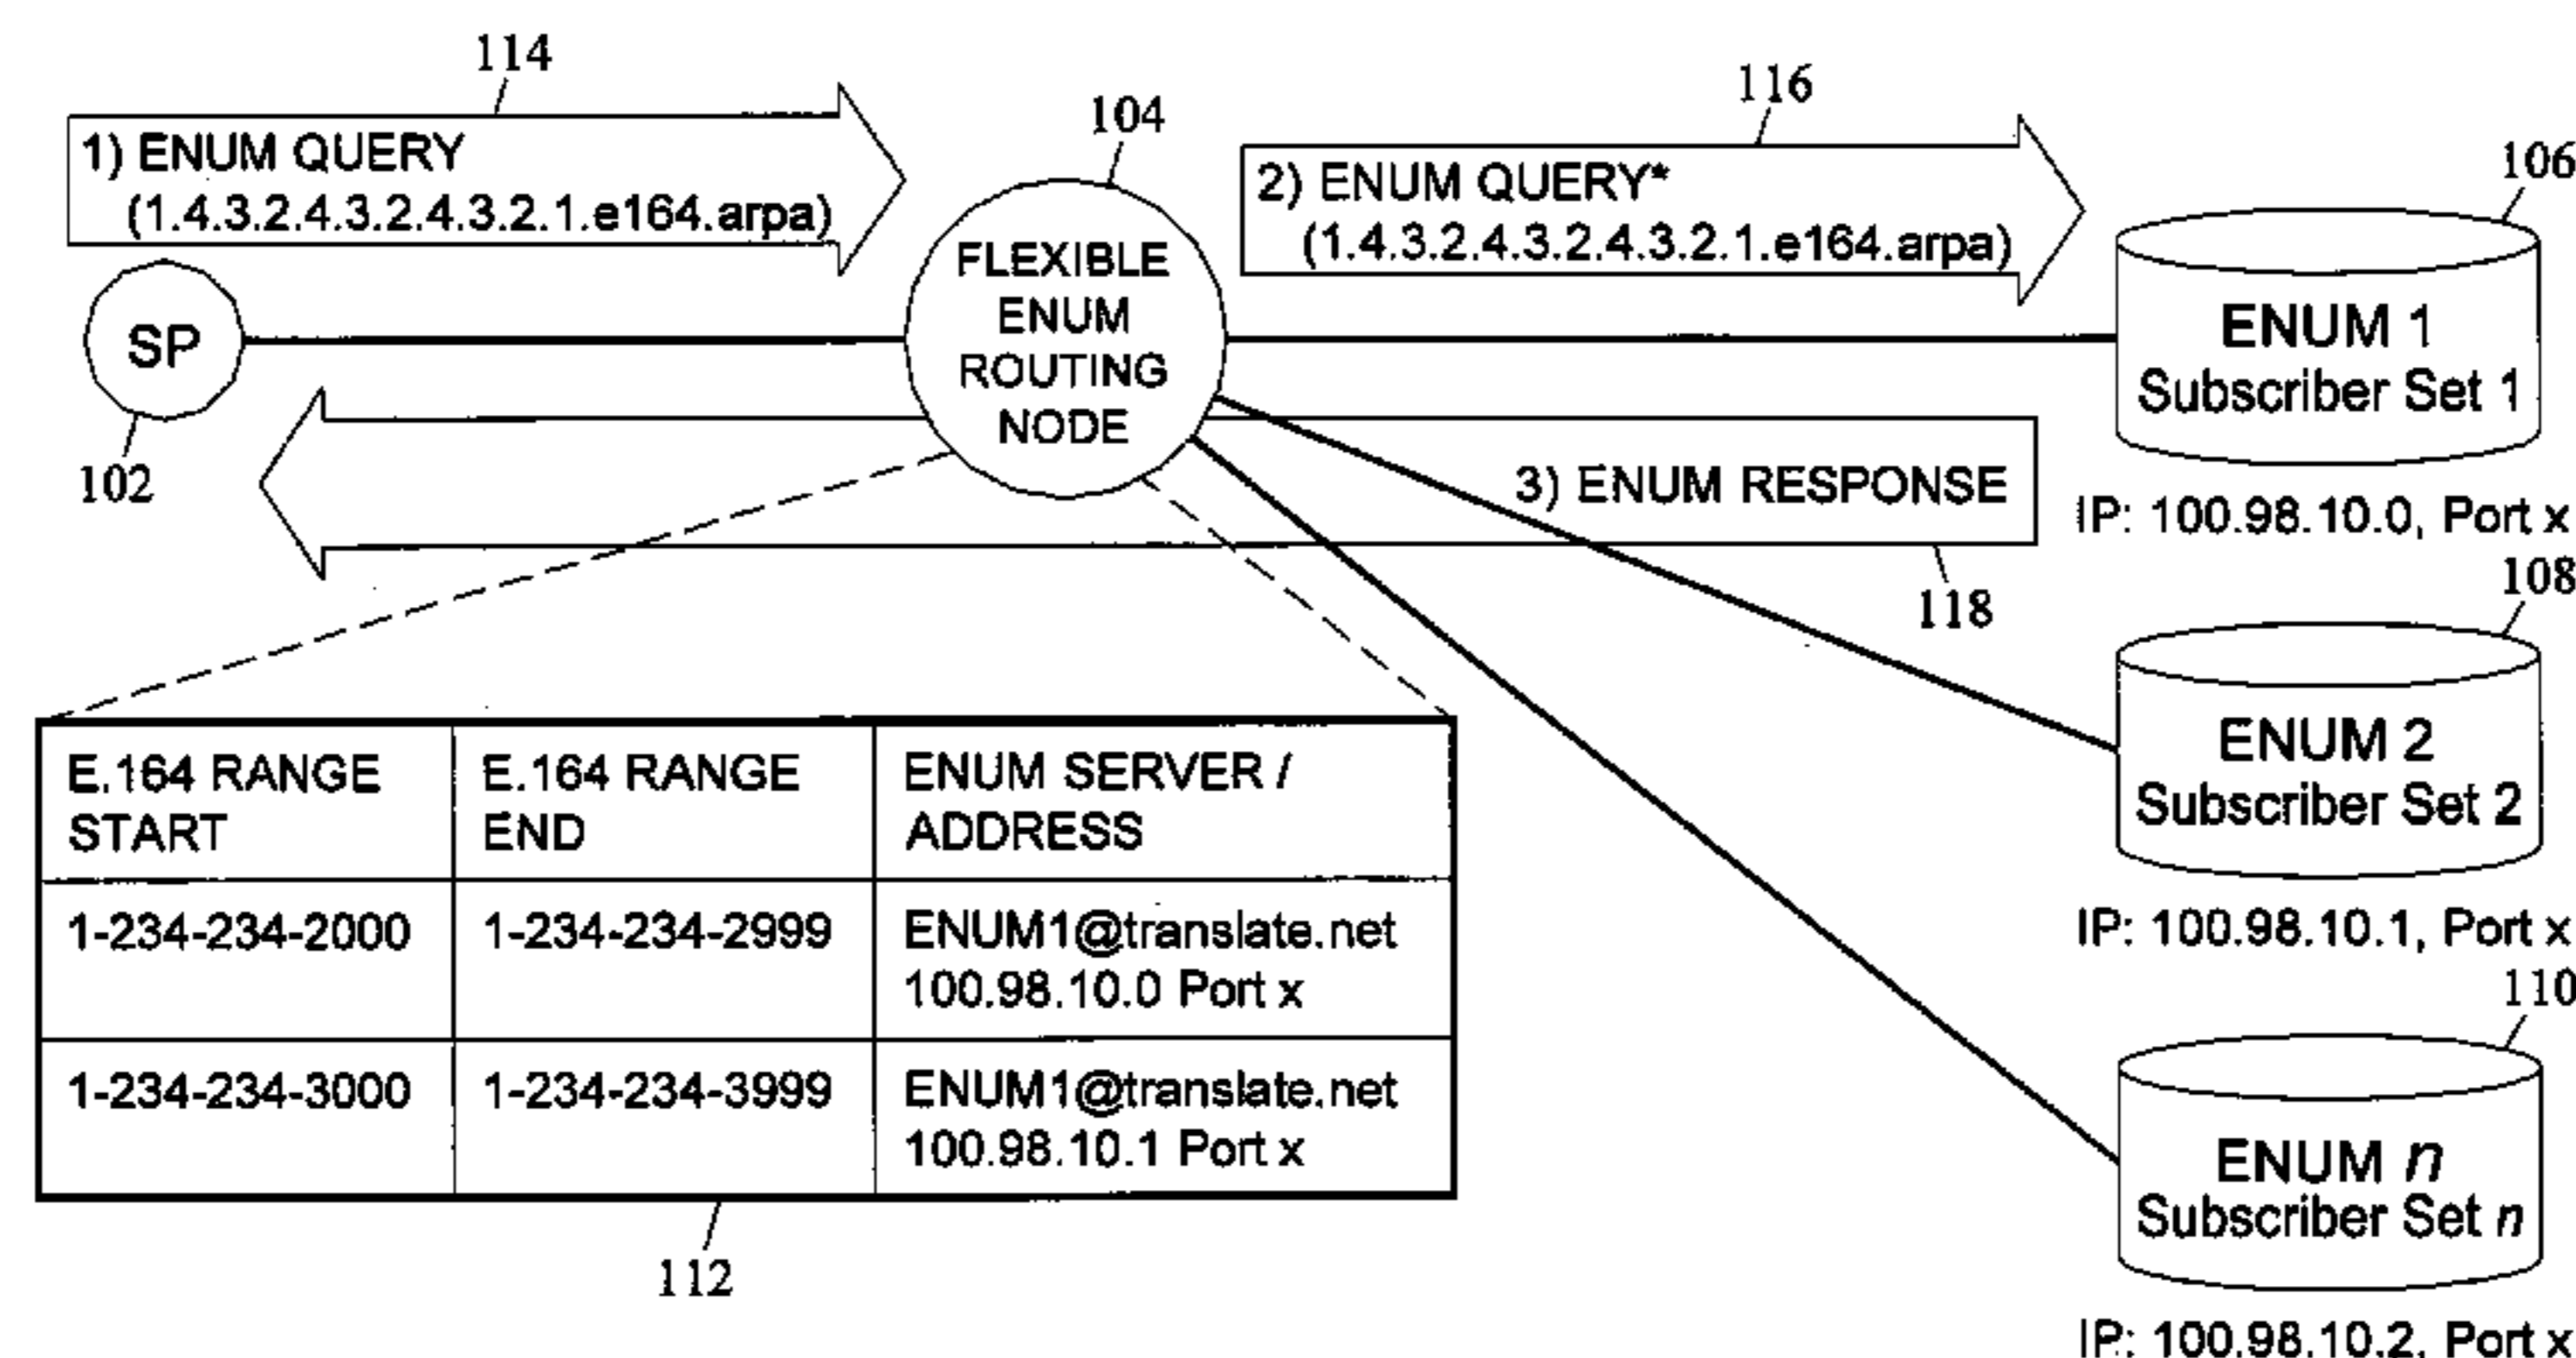 114
1) ENUM QUERY
(1.4.3.2.4.3.2.4.3.2.1.e164.arpa)
104
116
2) ENUM QUERY*
(1.4.3.2.4.3.2.4.3.2.1.e164.arpa)
106
SP
102
FLEXIBLE
ENUM
ROUTING
NODE
ENUM 1
Subscriber Set 1
IP: 100.98.10.0, Port x
3) ENUM RESPONSE
118
108
ENUM 2
Subscriber Set 2
IP: 100.98.10.1, Port x
110
ENUM n
Subscriber Set n
IP: 100.98.10.2, Port x
E.164 RANGE
START
E.164 RANGE
END
ENUM SERVER /
ADDRESS
1-234-234-2000
1-234-234-2999
ENUM1@translate.net
100.98.10.0 Port x
1-234-234-3000
1-234-234-3999
ENUM1@translate.net
100.98.10.1 Port x
112